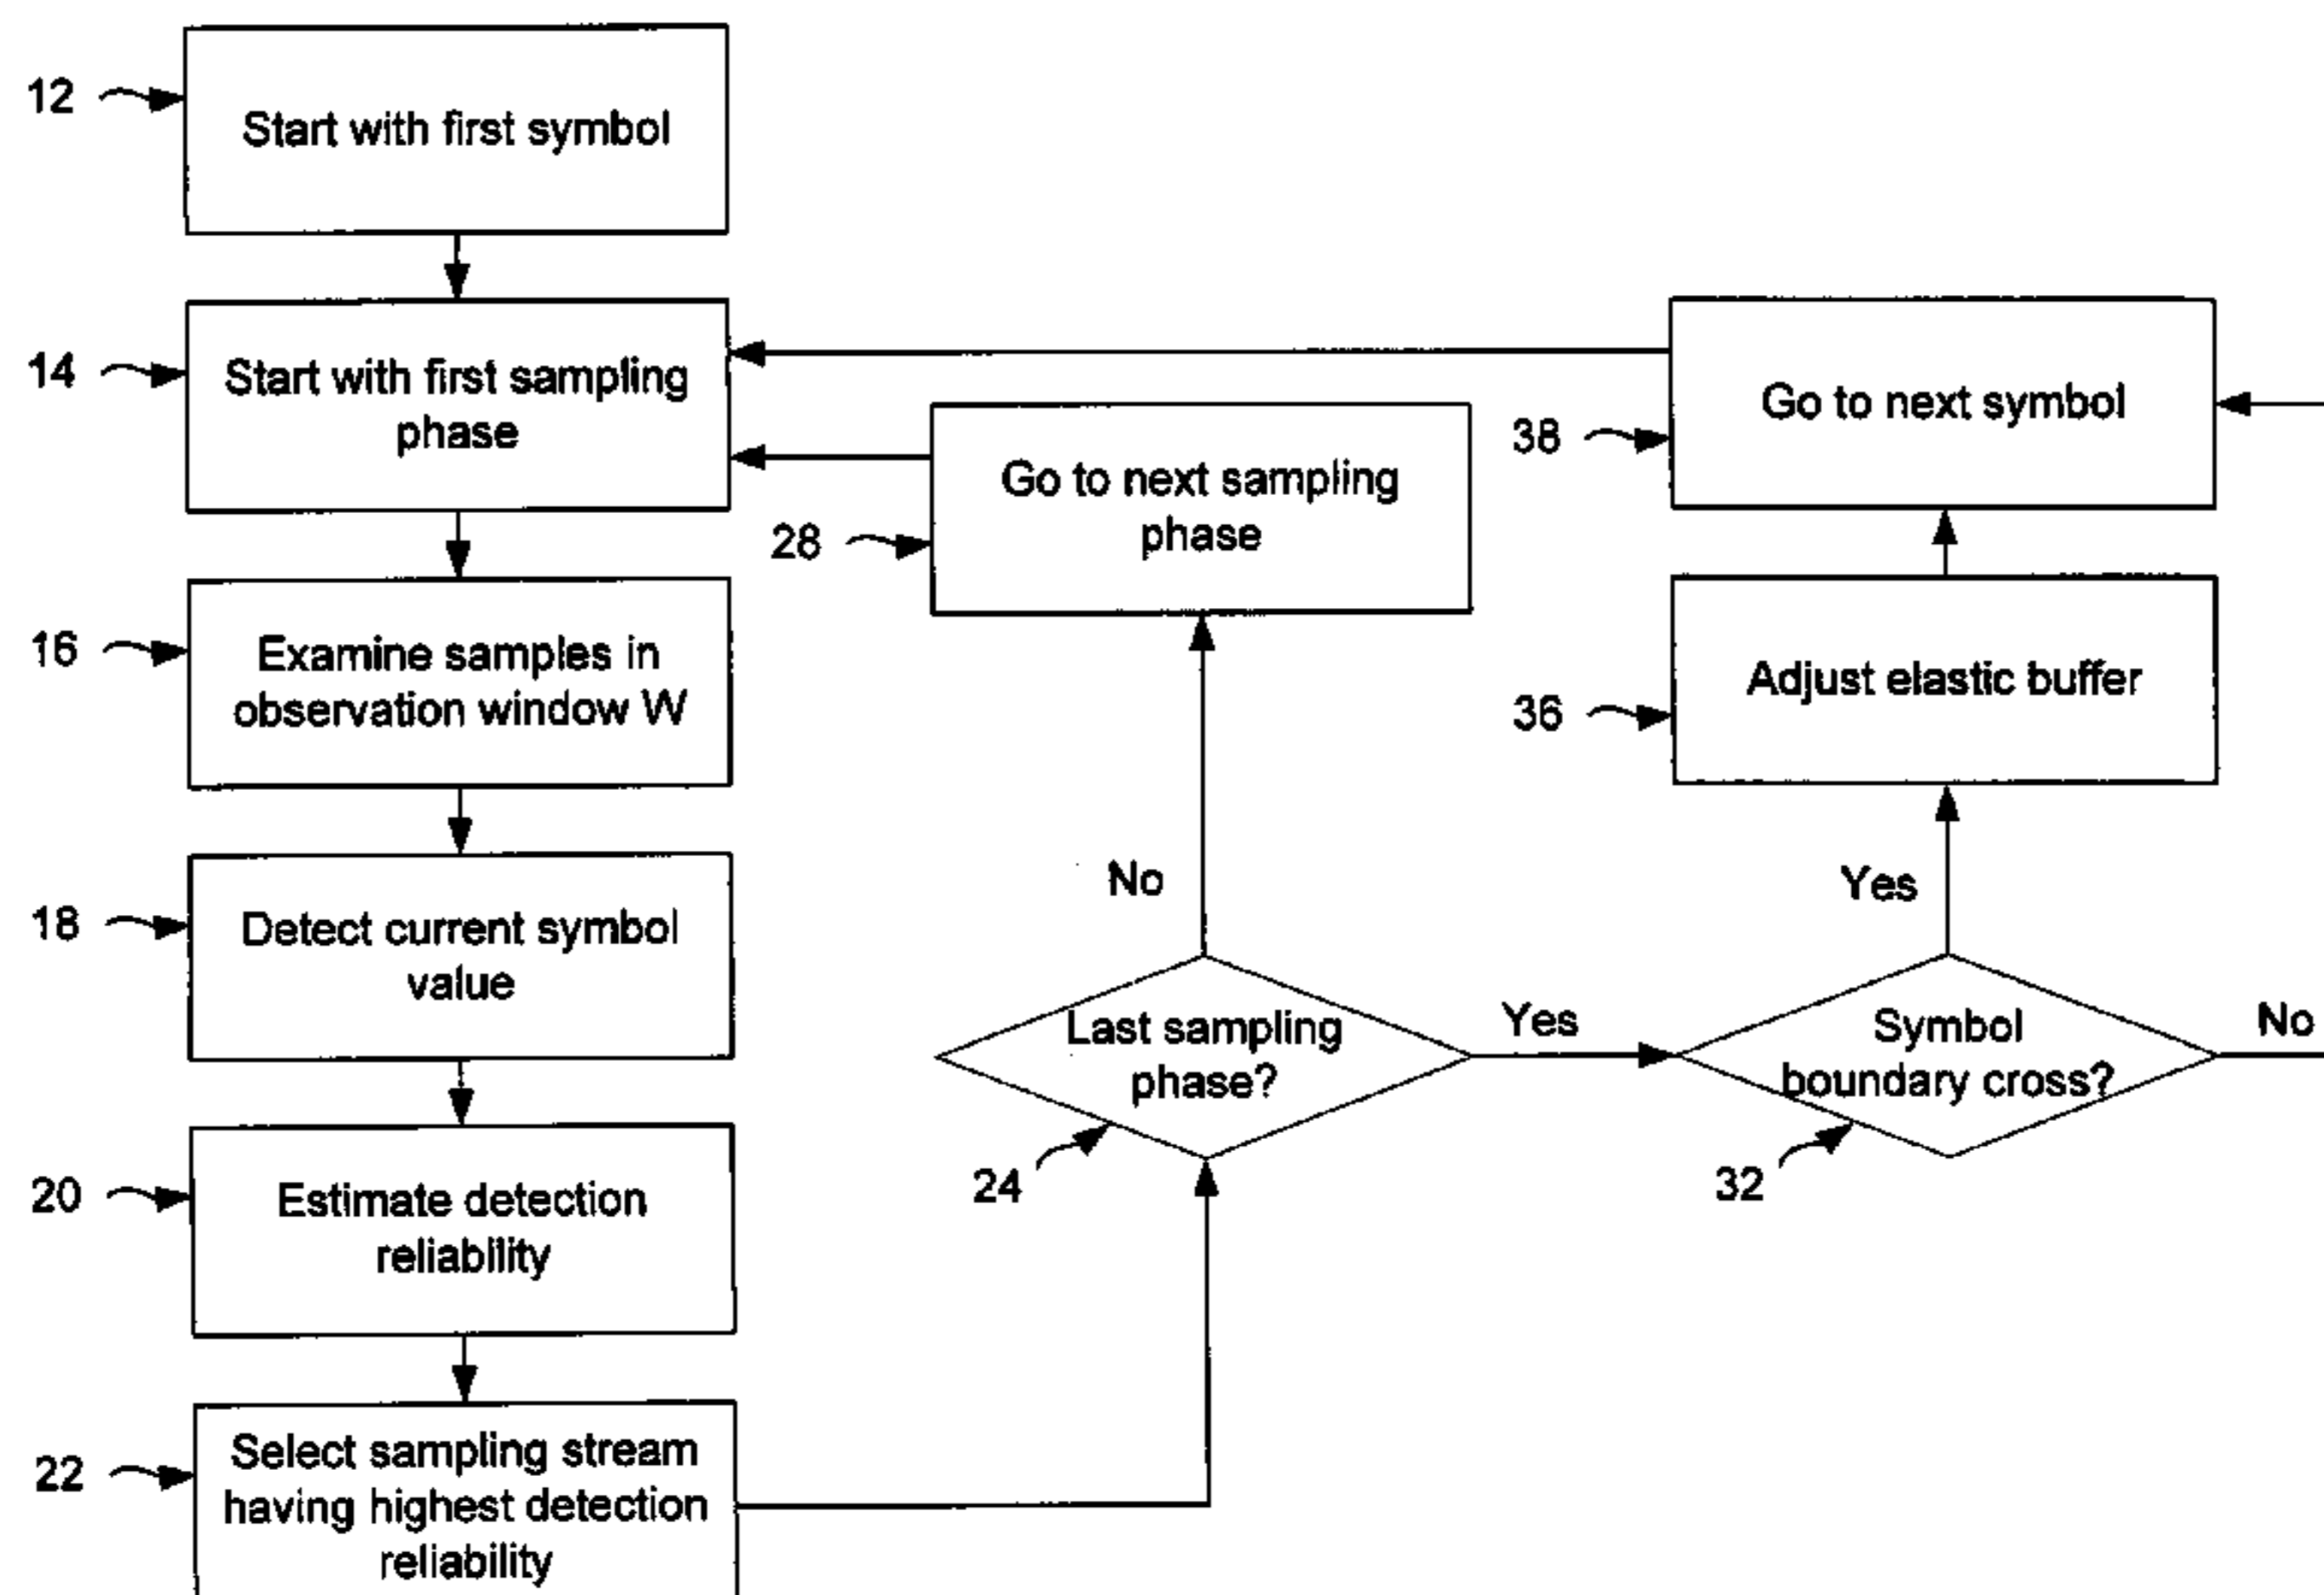 12
Start with first symbol
14
Start with first sampling
phase
38
Go to next symbol
28
Go to next sampling
phase
16
Examine samples in
observation window W
36
Adjust elastic buffer
18
Detect current symbol
value
No
Yes
24
Last sampling
phase?
Yes
32
Symbol
boundary cross?
No
20
Estimate detection
reliability
22
Select sampling stream
having highest detection
reliability